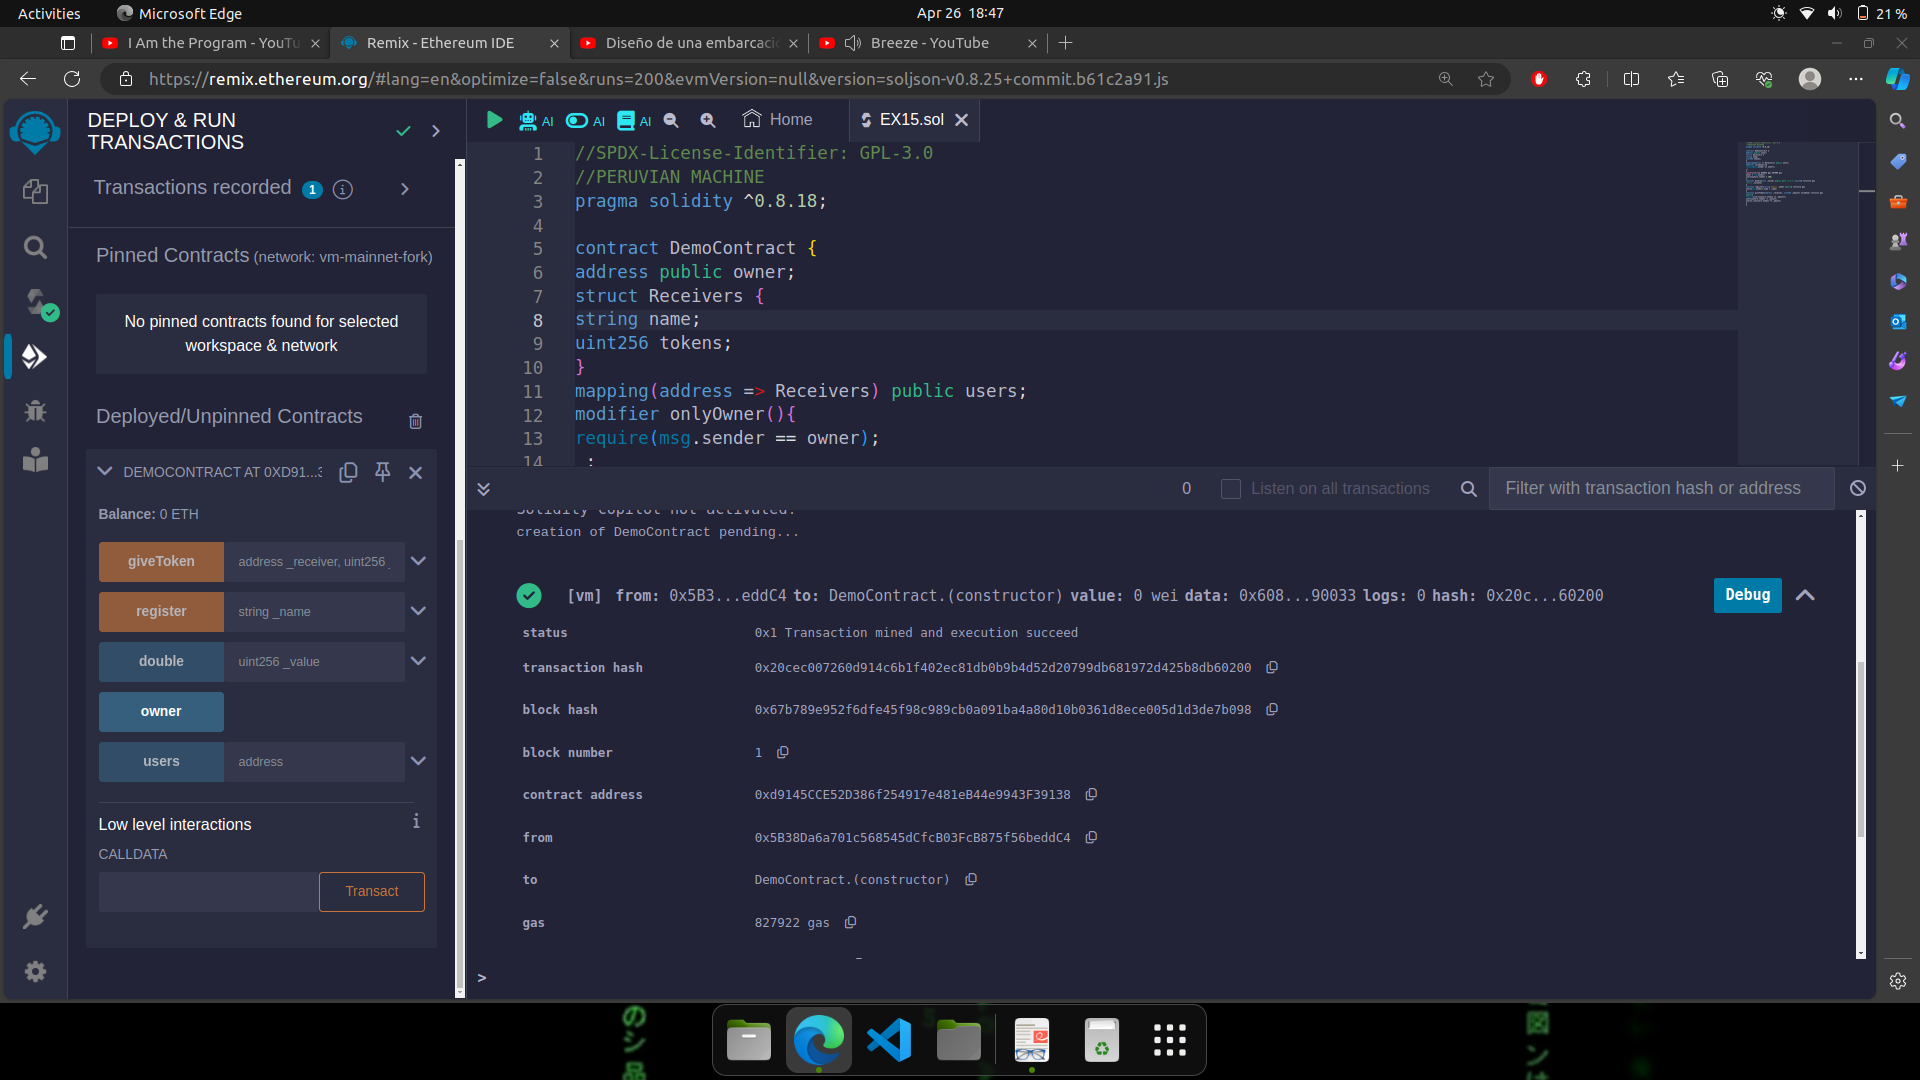 Activities
Microsoft Edge
Apr 26 18:47
21 %
I Am the Program - YouTu
Remix - Ethereum IDE
Diseño de una embarcació
Breeze - YouTube
https://remix.ethereum.org/#lang=en&optimize=false&runs=200&evmVersion=null&version=soljson-v0.8.25+commit.b61c2a91.js
DEPLOY & RUN
TRANSACTIONS
Transactions recorded 1
Pinned Contracts (network: vm-mainnet-fork)
No pinned contracts found for selected
workspace & network
Deployed/Unpinned Contracts
DEMOCONTRACT AT 0XD91...3
Balance: 0 ETH
giveToken address _receiver, uint256 _
register string _name
double uint256 _value
owner
users address
Low level interactions
CALLDATA
Transact
AI AI AI Home EX15.sol
1 //SPDX-License-Identifier: GPL-3.0
2 //PERUVIAN MACHINE
3 pragma solidity ^0.8.18;
4
5 contract DemoContract {
6 address public owner;
7 struct Receivers {
8 string name;
9 uint256 tokens;
10 }
11 mapping(address => Receivers) public users;
12 modifier onlyOwner(){
13 require(msg.sender == owner);
14 ;
0 Listen on all transactions Filter with transaction hash or address
Solidity copilot not activated!
creation of DemoContract pending...
[vm] from: 0x5B3...eddC4 to: DemoContract.(constructor) value: 0 wei data: 0x608...90033 logs: 0 hash: 0x20c...60200
Debug
status 0x1 Transaction mined and execution succeed
transaction hash 0x20cec007260d914c6b1f402ec81db0b9b4d52d20799db681972d425b8db60200
block hash 0x67b789e952f6dfe45f98c989cb0a091ba4a80d10b0361d8ece005d1d3de7b098
block number 1
contract address 0xd9145CCE52D386f254917e481eB44e9943F39138
from 0x5B38Da6a701c568545dCfcB03FcB875f56beddC4
to DemoContract.(constructor)
gas 827922 gas
>